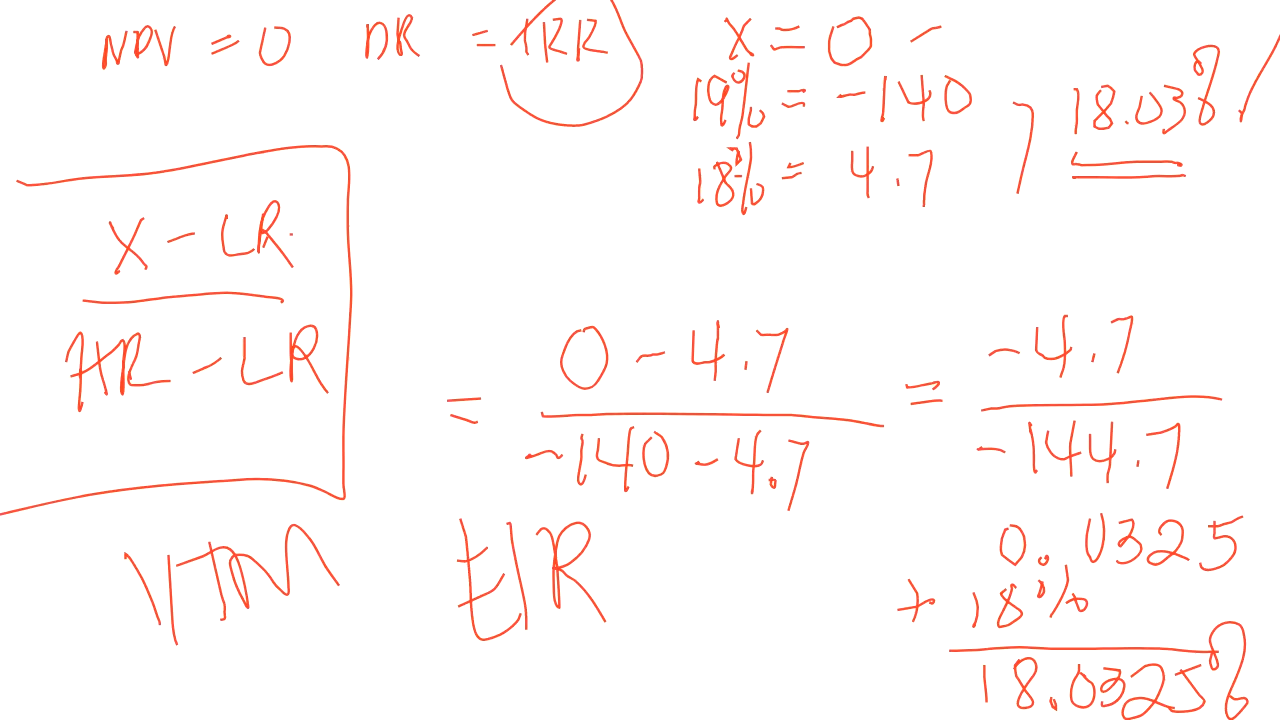 NPV = 0 DR = IRR
X = 0 -
19% = -140
18% = 4.7
18.03%
X - LR
HR - LR
= 0 - 4.7 = -4.7
-140 - 4.7 -144.7
0.0325
+ 18%
18.0325%
YTM EIR